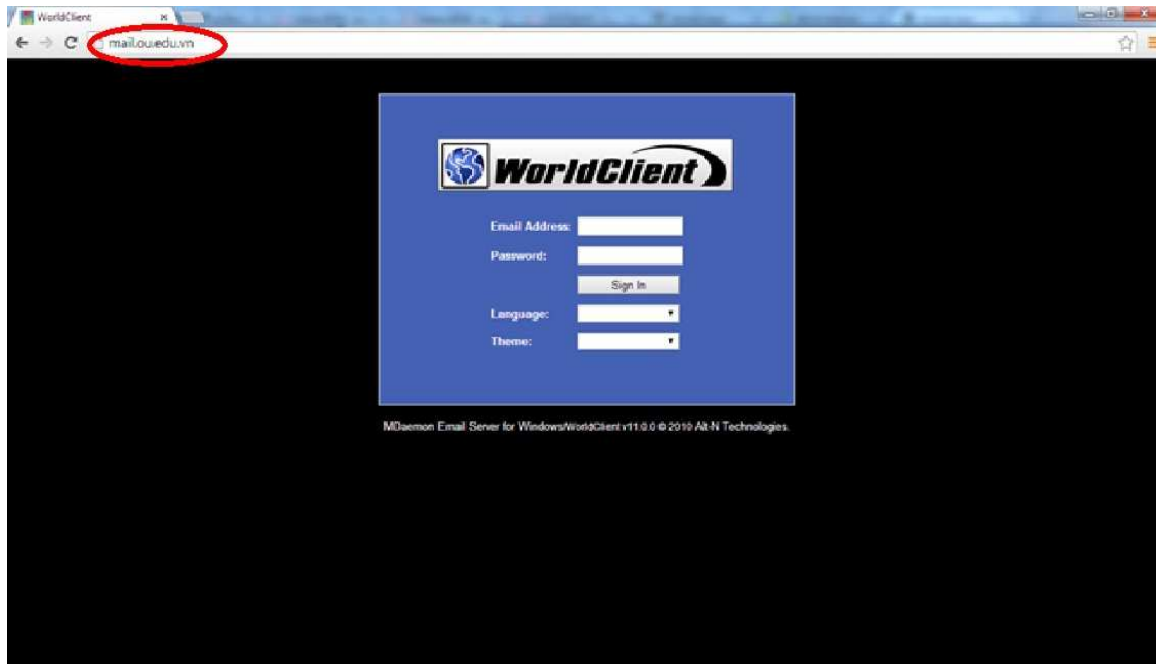 WorldClient
mail.ou.edu.vn
WorldClient
Email Address:
Password:
Sign In
Language:
Theme:
MDaemon Email Server for Windows/WorldClient v11.0.0 © 2010 Alt-N Technologies.